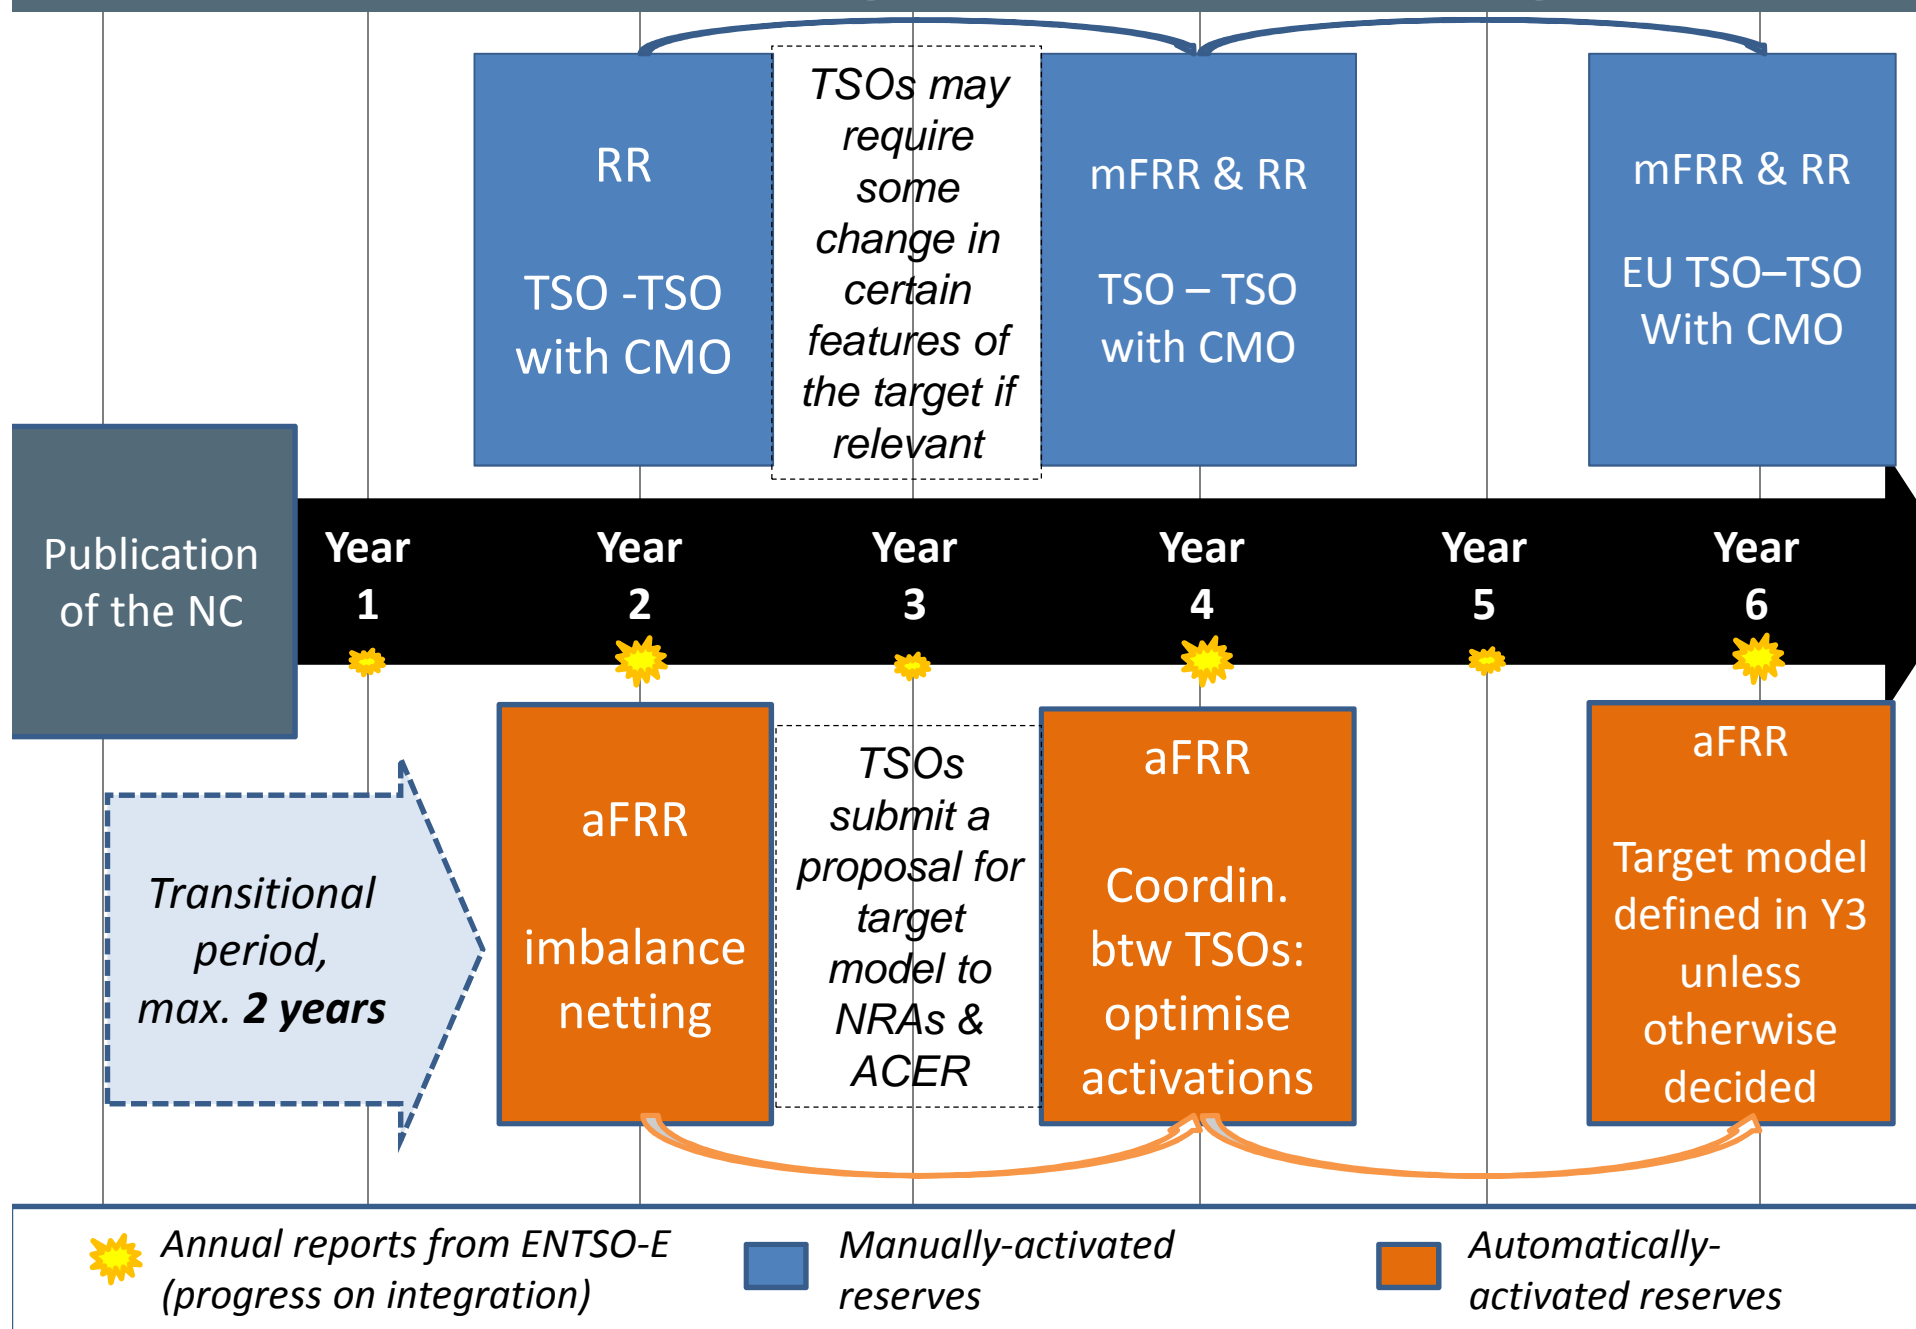 RR
TSO -TSO
with CMO
TSOs may
require
some
change in
certain
features of
the target if
relevant
mFRR & RR
TSO – TSO
with CMO
mFRR & RR
EU TSO–TSO
With CMO
Publication
of the NC
Year
1
Year
2
Year
3
Year
4
Year
5
Year
6
Transitional
period,
max. 2 years
aFRR
imbalance
netting
TSOs
submit a
proposal for
target
model to
NRAs &
ACER
aFRR
Coordin.
btw TSOs:
optimise
activations
aFRR
Target model
defined in Y3
unless
otherwise
decided
Annual reports from ENTSO-E
(progress on integration)
Manually-activated
reserves
Automatically-
activated reserves